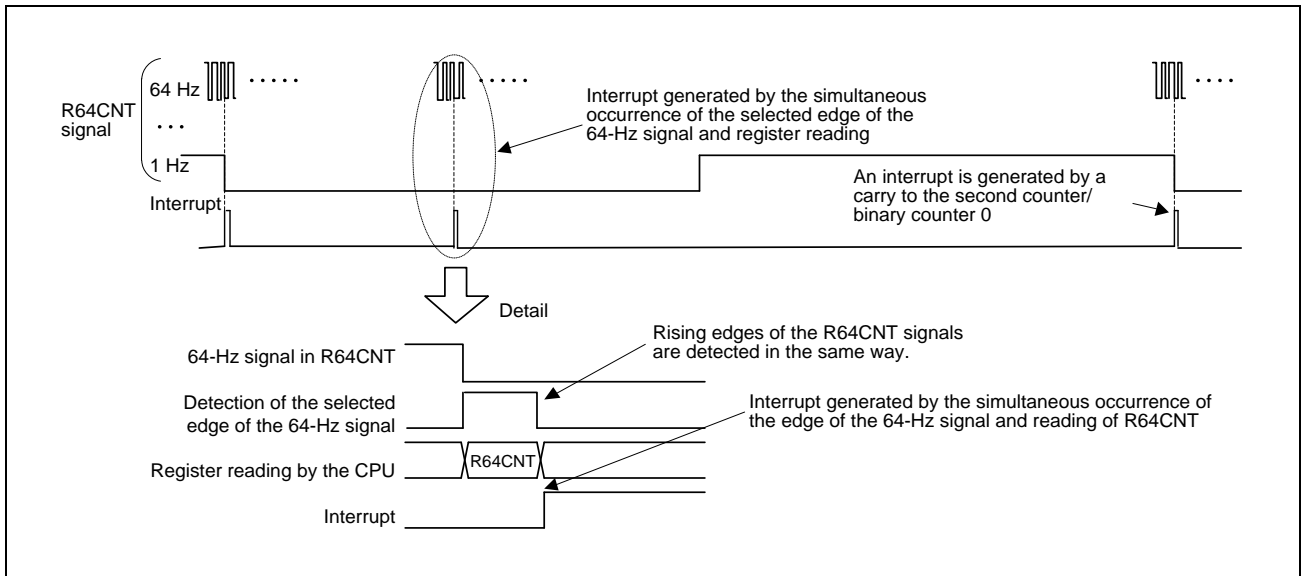 64 Hz
.....
.....
....
R64CNT
signal
...
1 Hz
Interrupt
Interrupt generated by the simultaneous
occurrence of the selected edge of the
64-Hz signal and register reading
An interrupt is generated by a
carry to the second counter/
binary counter 0
Detail
64-Hz signal in R64CNT
Rising edges of the R64CNT signals
are detected in the same way.
Detection of the selected
edge of the 64-Hz signal
Interrupt generated by the simultaneous occurrence of
the edge of the 64-Hz signal and reading of R64CNT
Register reading by the CPU
R64CNT
Interrupt